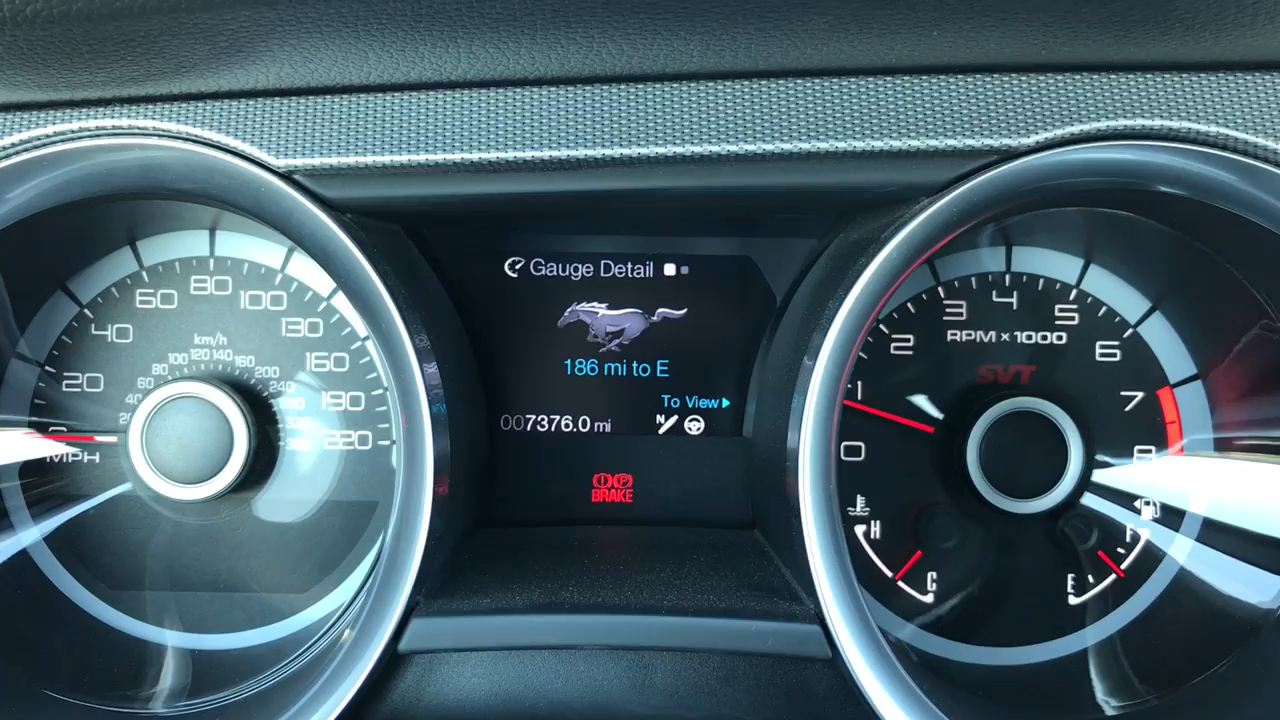 20
40
60
80
100
130
160
190
220
km/h
40
60
80
100
120
140
160
200
240
MPH
Gauge Detail
186 mi to E
To View
007376.0 mi
N
BRAKE
P
0
1
2
3
4
5
6
7
8
RPM x 1000
SVT
H
C
E
F